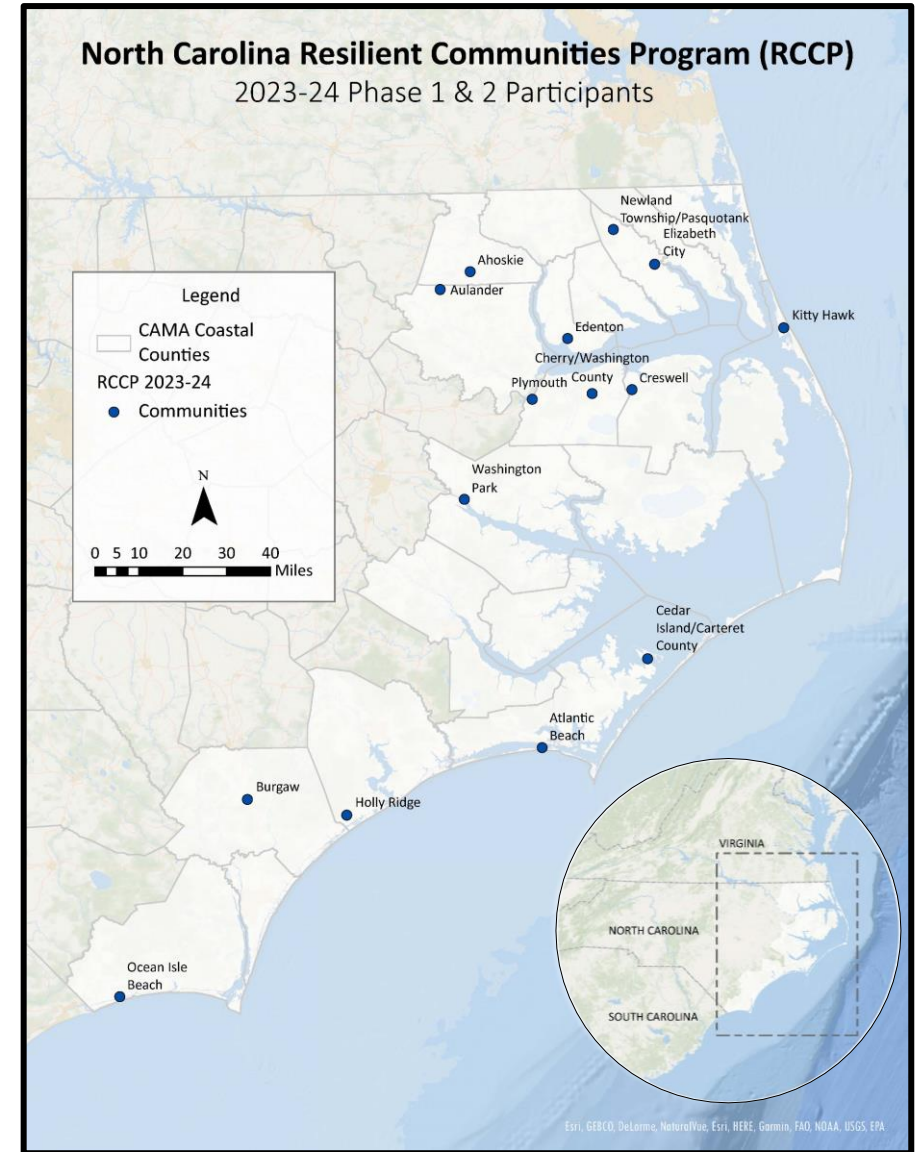 North Carolina Resilient Communities Program (RCCP)
2023-24 Phase 1 & 2 Participants
Newland
Township/Pasquotank
Elizabeth
City
Ahoskie
Aulander
Kitty Hawk
Edenton
Cherry/Washington
County
Plymouth
Creswell
Washington
Park
Legend
CAMA Coastal
Counties
RCCP 2023-24
Communities
N
0 5 10 20 30 40
Miles
Cedar
Island/Carteret
County
Atlantic
Beach
Burgaw
Holly Ridge
Ocean Isle
Beach
VIRGINIA
NORTH CAROLINA
SOUTH CAROLINA
Esri, GEBCO, DeLorme, NaturalVue, Esri, HERE, Garmin, FAO, NOAA, USGS, EPA